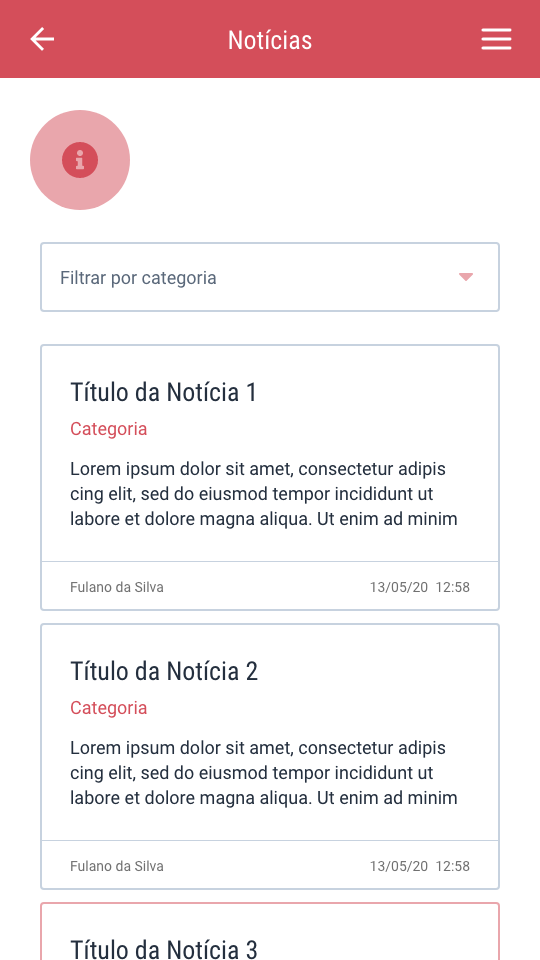 Notícias
Filtrar por categoria
Título da Notícia 1
Categoria
Lorem ipsum dolor sit amet, consectetur adipis
cing elit, sed do eiusmod tempor incididunt ut
labore et dolore magna aliqua. Ut enim ad minim
Fulano da Silva 13/05/20 12:58
Título da Notícia 2
Categoria
Lorem ipsum dolor sit amet, consectetur adipis
cing elit, sed do eiusmod tempor incididunt ut
labore et dolore magna aliqua. Ut enim ad minim
Fulano da Silva 13/05/20 12:58
Título da Notícia 3